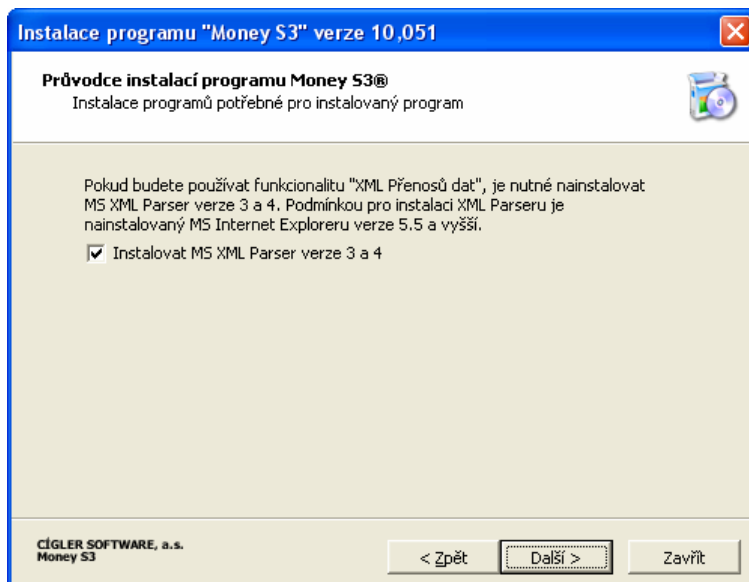 Instalace programu "Money S3" verze 10,051
Průvodce instalací programu Money S3®
Instalace programů potřebné pro instalovaný program
Pokud budete používat funkcionalitu "XML Přenosů dat", je nutné nainstalovat
MS XML Parser verze 3 a 4. Podmínkou pro instalaci XML Parseru je
nainstalovaný MS Internet Exploreru verze 5.5 a vyšší.
Instalovat MS XML Parser verze 3 a 4
CÍGLER SOFTWARE, a.s.
Money S3
< Zpět
Další >
Zavřít